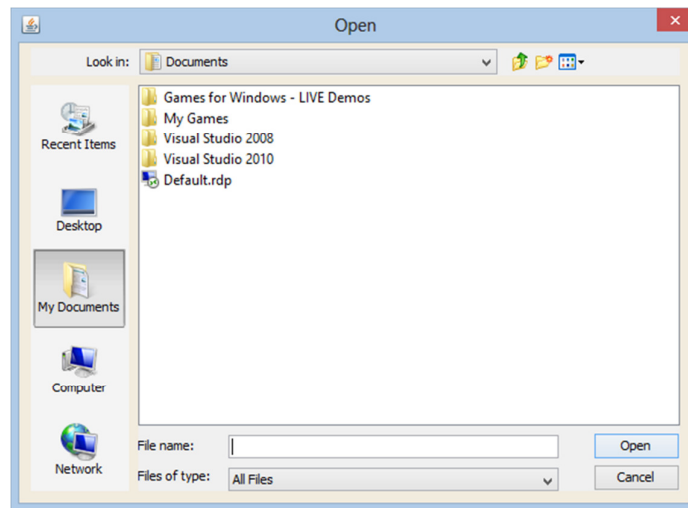 Open
Look in: Documents
Games for Windows - LIVE Demos
My Games
Visual Studio 2008
Visual Studio 2010
Default.rdp
Recent Items
Desktop
My Documents
Computer
Network
File name:
Open
Files of type: All Files
Cancel